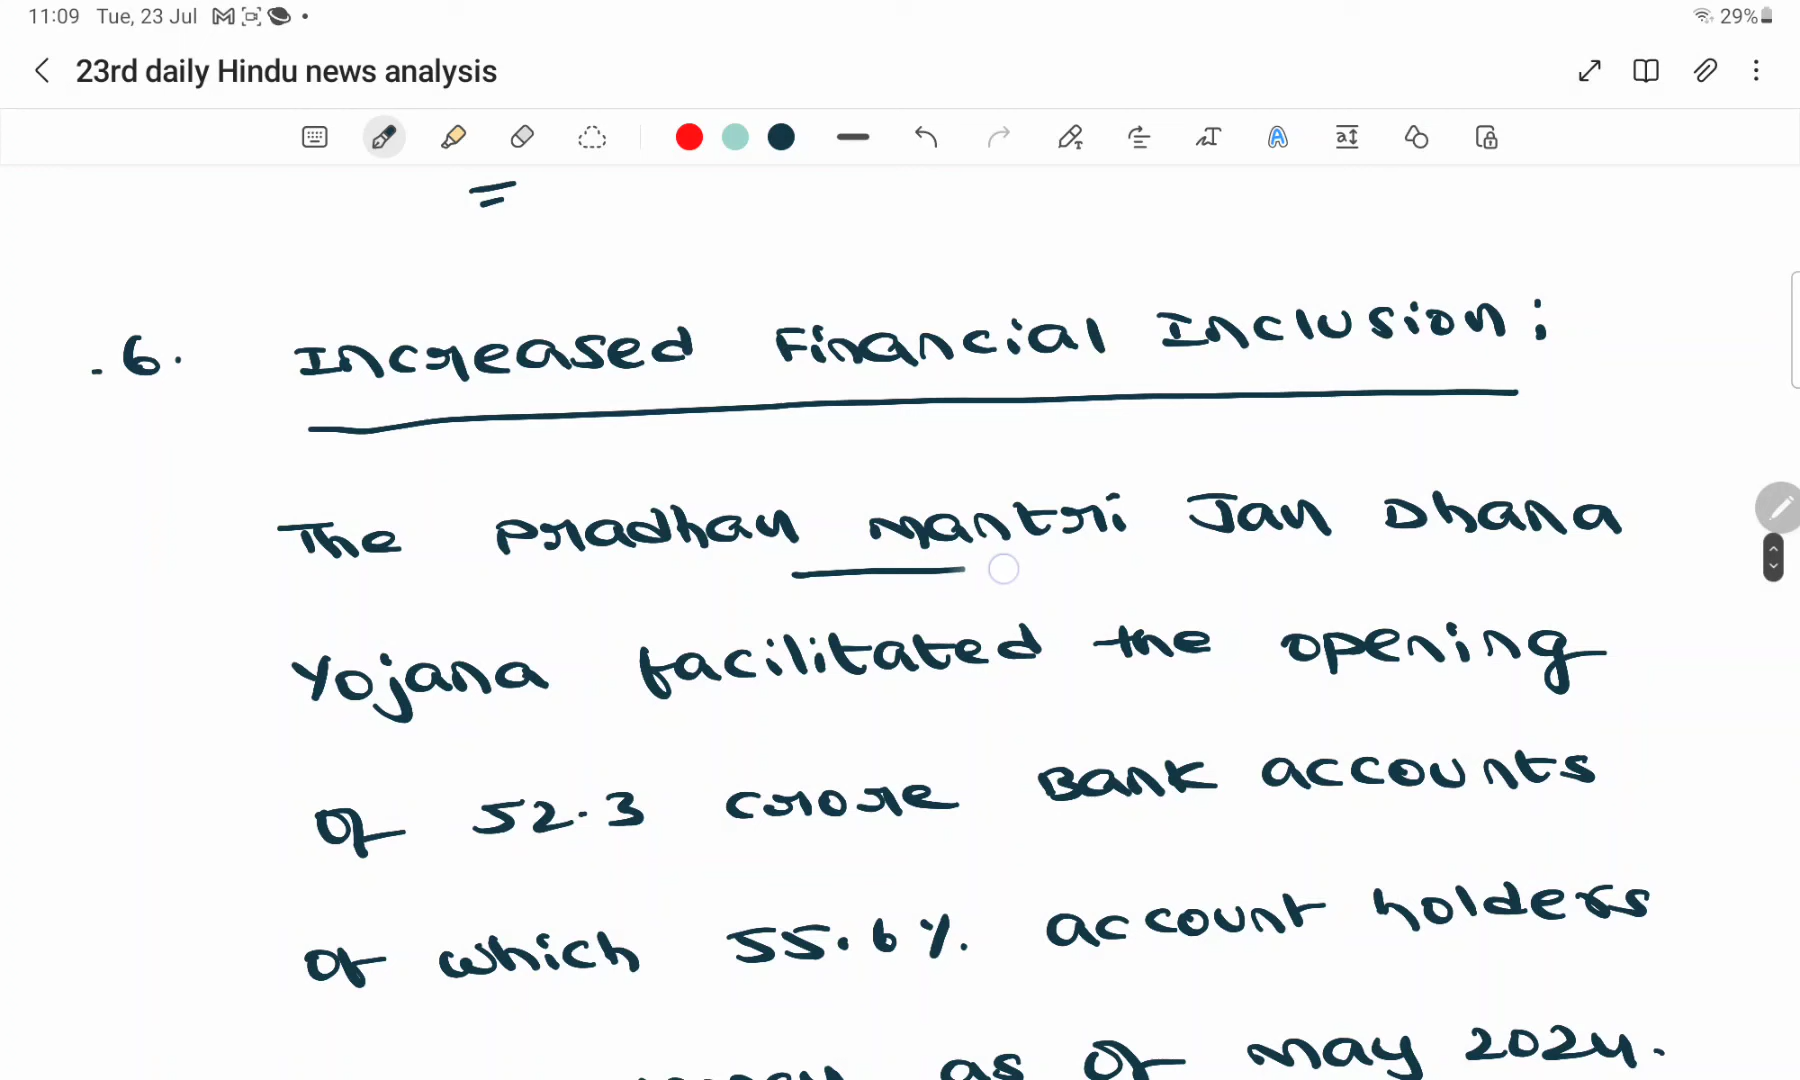 11:09 Tue, 23 Jul
29%
23rd daily Hindu news analysis
.6. Increased Financial Inclusion:
The Pradhan Mantri Jan Dhana
Yojana facilitated the opening
of 52.3 crore Bank accounts
of which 55.6%. account holders
as of may 2024.